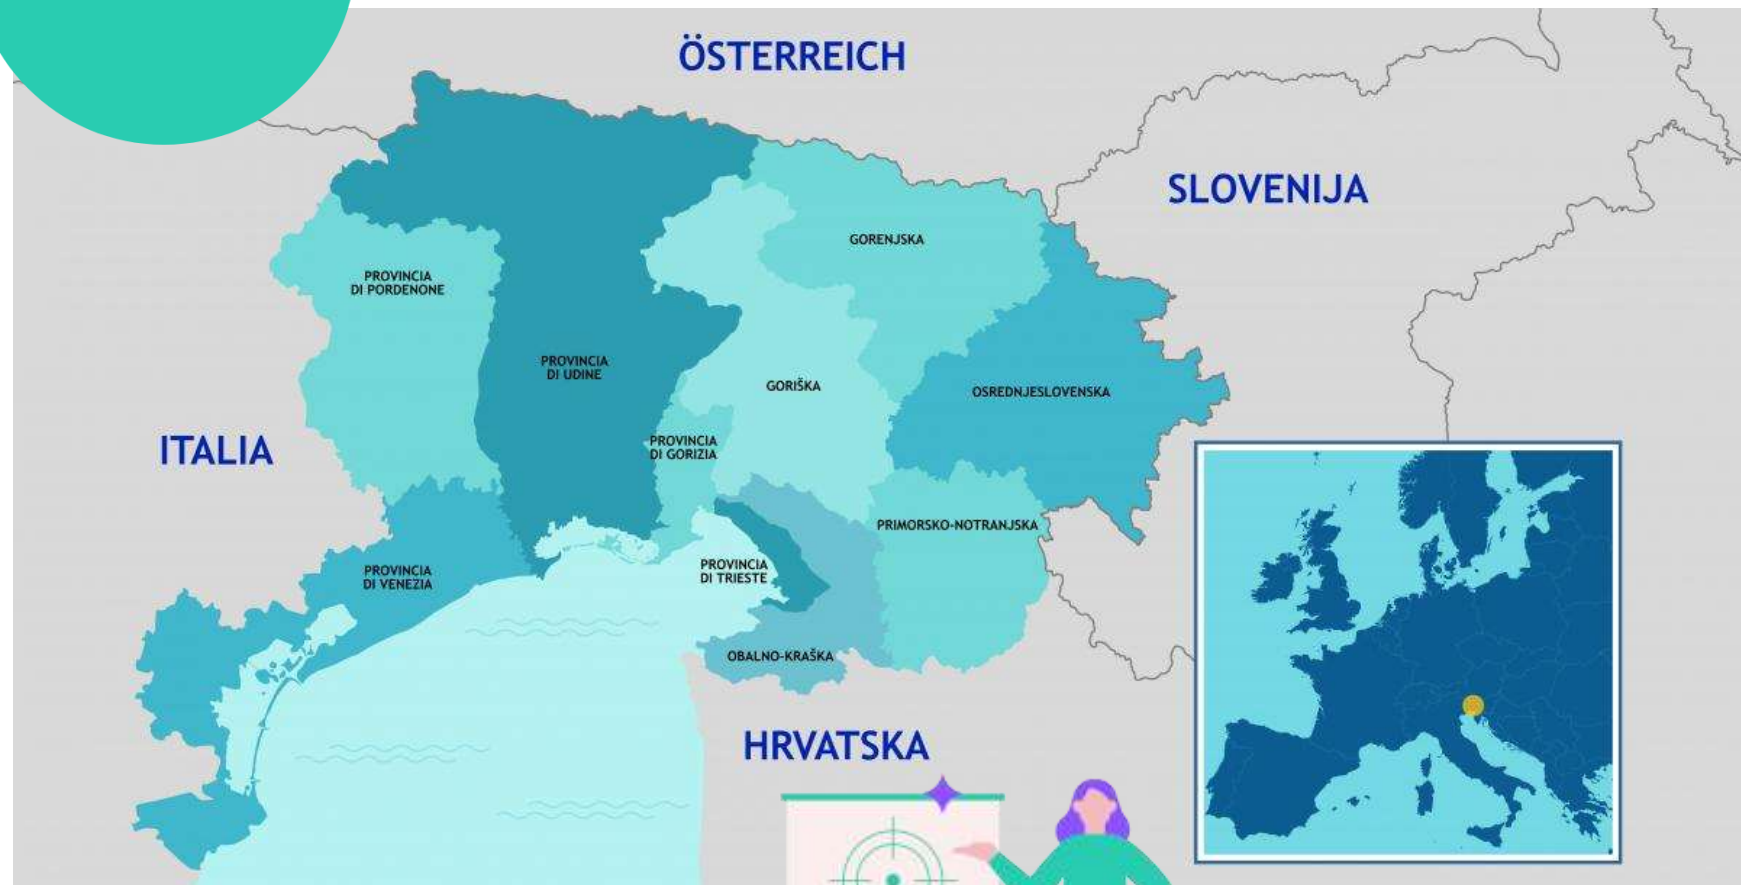 ÖSTERREICH
SLOVENIJA
GORENJSKA
PROVINCIA
DI PORDENONE
PROVINCIA
DI UDINE
GORIŠKA
OSREDNJESLOVENSKA
ITALIA
PROVINCIA
DI GORIZIA
PRIMORSKO-NOTRANJSKA
PROVINCIA
DI VENEZIA
PROVINCIA
DI TRIESTE
OBALNO-KRAŠKA
HRVATSKA